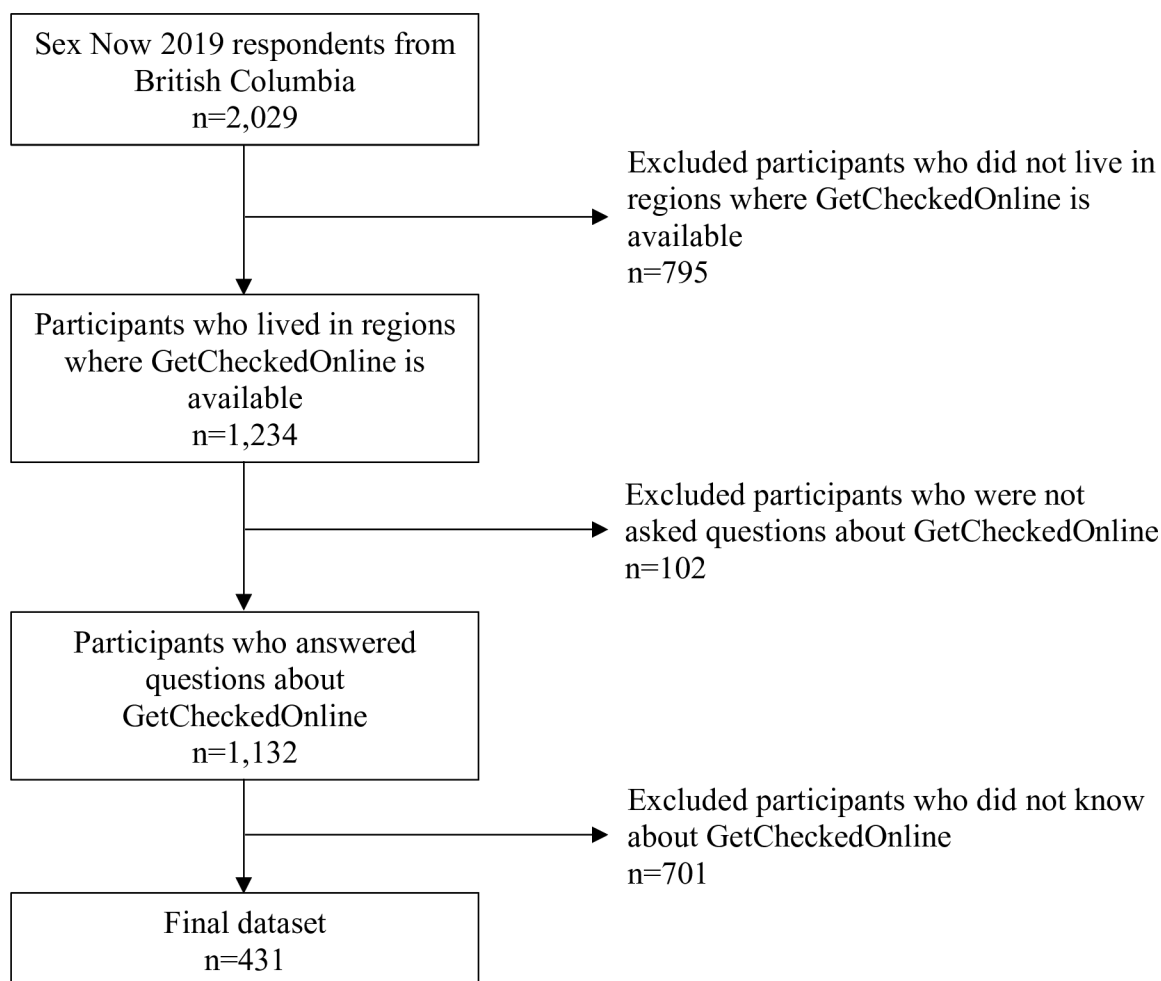 Sex Now 2019 respondents from
British Columbia
n=2,029
Excluded participants who did not live in
regions where GetCheckedOnline is
available
n=795
Participants who lived in regions
where GetCheckedOnline is
available
n=1,234
Excluded participants who were not
asked questions about GetCheckedOnline
n=102
Participants who answered
questions about
GetCheckedOnline
n=1,132
Excluded participants who did not know
about GetCheckedOnline
n=701
Final dataset
n=431